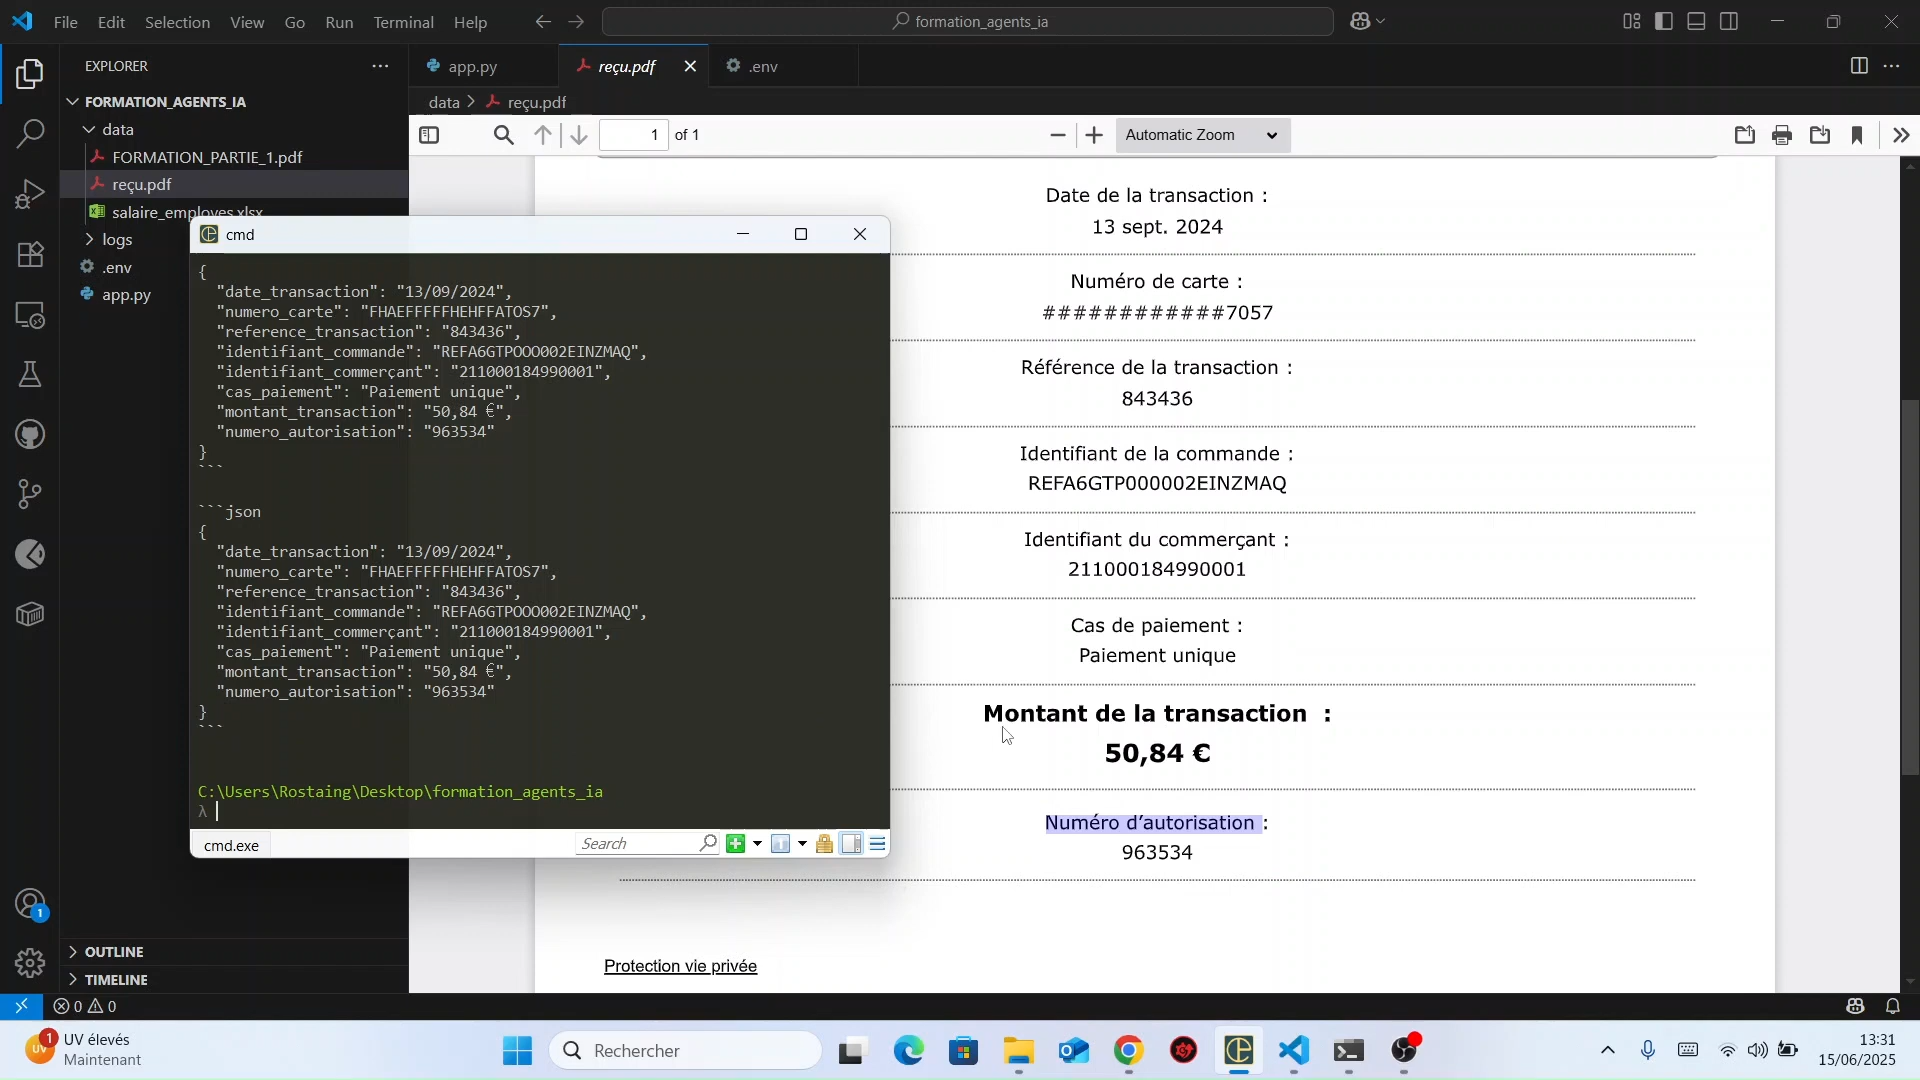 File Edit Selection View Go Run Terminal Help
formation_agents_ia
EXPLORER
FORMATION_AGENTS_IA
data
FORMATION_PARTIE_1.pdf
reçu.pdf
salaire_employes.xlsx
logs
.env
app.py
app.py
reçu.pdf
.env
data > reçu.pdf
1 of 1
Automatic Zoom
cmd
{
"date_transaction": "13/09/2024",
"numero_carte": "FHAEFFFFFHEHFFATOS7",
"reference_transaction": "843436",
"identifiant_commande": "REFA6GTPOOO002EINZMAQ",
"identifiant_commerçant": "211000184990001",
"cas_paiement": "Paiement unique",
"montant_transaction": "50,84 €",
"numero_autorisation": "963534"
}
```
```json
{
"date_transaction": "13/09/2024",
"numero_carte": "FHAEFFFFFHEHFFATOS7",
"reference_transaction": "843436",
"identifiant_commande": "REFA6GTPOOO002EINZMAQ",
"identifiant_commerçant": "211000184990001",
"cas_paiement": "Paiement unique",
"montant_transaction": "50,84 €",
"numero_autorisation": "963534"
}
```
C:\Users\Rostaing\Desktop\formation_agents_ia
λ
cmd.exe
Search
Date de la transaction :
13 sept. 2024
Numéro de carte :
############7057
Référence de la transaction :
843436
Identifiant de la commande :
REFA6GTP000002EINZMAQ
Identifiant du commerçant :
211000184990001
Cas de paiement :
Paiement unique
Montant de la transaction :
50,84 €
Numéro d'autorisation :
963534
Protection vie privée
OUTLINE
TIMELINE
0 0
1
1
UV
UV élevés
Maintenant
Rechercher
13:31
15/06/2025